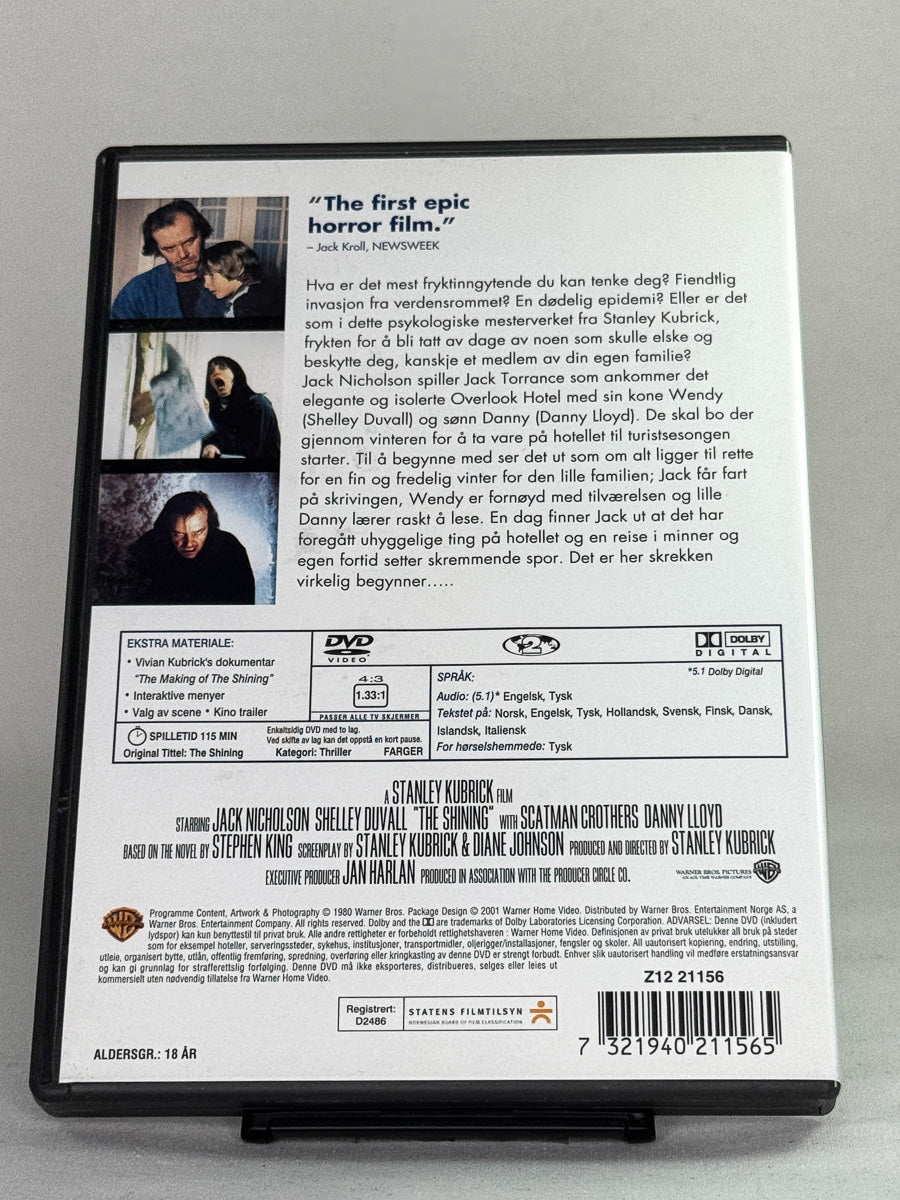 “The first epic
horror film.”
– Jack Kroll, NEWSWEEK
Hva er det mest fryktinngytende du kan tenke deg? Fiendtlig
invasjon fra verdensrommet? En dødelig epidemi? Eller er det
som i dette psykologiske mesterverket fra Stanley Kubrick,
frykten for å bli tatt av dage av noen som skulle elske og
beskytte deg, kanskje et medlem av din egen familie?
Jack Nicholson spiller Jack Torrance som ankommer det
elegante og isolerte Overlook Hotel med sin kone Wendy
(Shelley Duvall) og sønn Danny (Danny Lloyd). De skal bo der
gjennom vinteren for å ta vare på hotellet til turistsesongen
starter. Til å begynne med ser det ut som om alt ligger til rette
for en fin og fredelig vinter for den lille familien; Jack får fart
på skrivingen, Wendy er fornøyd med tilværelsen og lille
Danny lærer raskt å lese. En dag finner Jack ut at det har
foregått uhyggelige ting på hotellet og en reise i minner og
egen fortid setter skremmende spor. Det er her skrekken
virkelig begynner.....
EKSTRA MATERIALE:
• Vivian Kubrick's dokumentar
"The Making of The Shining"
• Interaktive menyer
• Valg av scene • Kino trailer
DVD
VIDEO
2
DOLBY
DIGITAL
4:3
1.33:1
PASSER ALLE TV SKJERMER
*5.1 Dolby Digital
SPRÅK:
Audio: (5.1)* Engelsk, Tysk
Tekstet på: Norsk, Engelsk, Tysk, Hollandsk, Svensk, Finsk, Dansk,
Islandsk, Italiensk
For hørselshemmede: Tysk
SPILLETID 115 MIN
Enkeltsidig DVD med to lag.
Ved skifte av lag kan det oppstå en kort pause.
Original Tittel: The Shining
Kategori: Thriller
FARGER
A STANLEY KUBRICK FILM
STARRING JACK NICHOLSON SHELLEY DUVALL "THE SHINING" WITH SCATMAN CROTHERS DANNY LLOYD
BASED ON THE NOVEL BY STEPHEN KING SCREENPLAY BY STANLEY KUBRICK & DIANE JOHNSON PRODUCED AND DIRECTED BY STANLEY KUBRICK
EXECUTIVE PRODUCER JAN HARLAN PRODUCED IN ASSOCIATION WITH THE PRODUCER CIRCLE CO.
WARNER BROS. PICTURES
AN AOL TIME WARNER COMPANY
Programme Content, Artwork & Photography © 1980 Warner Bros. Package Design © 2001 Warner Home Video. Distributed by Warner Bros. Entertainment Norge AS, a
Warner Bros. Entertainment Company. All rights reserved. Dolby and the are trademarks of Dolby Laboratories Licensing Corporation. ADVARSEL: Denne DVD (inkludert
lydspor) kan kun benyttestil til privat bruk. Alle andre rettigheter er forbeholdt rettighetshaveren : Warner Home Video. Definisjonen av privat bruk utelukker all bruk på steder
som for eksempel hoteller, serveringssteder, sykehus, institusjoner, transportmidler, oljerigger/installasjoner, fengsler og skoler. All uautorisert kopiering, endring, utstilling,
utleie, organisert bytte, utlån, offentlig fremføring, spredning, overføring eller kringkasting av denne DVD er strengt forbudt. Enhver slik uautorisert handling vil medføre erstatningsansvar
og kan gi grunnlag for strafferettslig forfølging. Denne DVD må ikke eksporteres, distribueres, selges eller leies ut
kommersielt uten nødvendig tillatelse fra Warner Home Video.
Z12 21156
Registrert:
D2486
STATENS FILMTILSYN
NORWEGIAN BOARD OF FILM CLASSIFICATION
7 321940 211565
ALDERSGR.: 18 ÅR